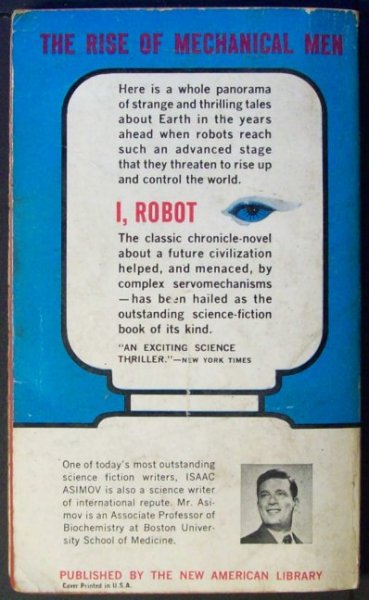 THE RISE OF MECHANICAL MEN
Here is a whole panorama
of strange and thrilling tales
about Earth in the years
ahead when robots reach
such an advanced stage
that they threaten to rise up
and control the world.
I, ROBOT
The classic chronicle-novel
about a future civilization
helped, and menaced, by
complex servomechanisms
—has been hailed as the
outstanding science-fiction
book of its kind.
"AN EXCITING SCIENCE
THRILLER."—NEW YORK TIMES
One of today's most outstanding
science fiction writers, ISAAC
ASIMOV is also a science writer
of international repute. Mr. Asi-
mov is an Associate Professor of
Biochemistry at Boston Univer-
sity School of Medicine.
PUBLISHED BY THE NEW AMERICAN LIBRARY
Cover Printed in U.S.A.